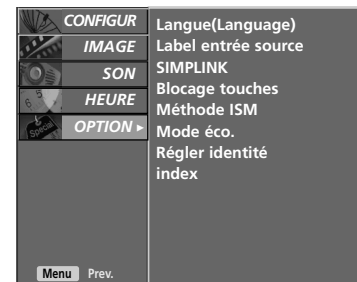 CONFIGUR
IMAGE
SON
HEURE
OPTION ►
Langue(Language)
Label entrée source
SIMPLINK
Blocage touches
Méthode ISM
Mode éco.
Régler identité
index
Menu Prev.